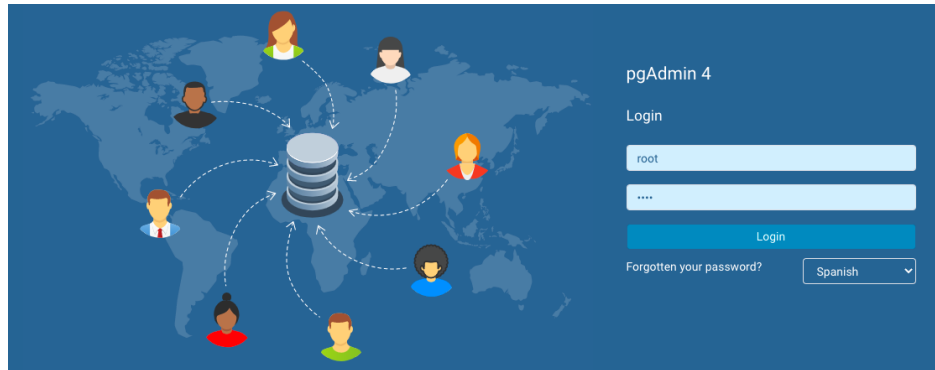 pgAdmin 4
Login
root
••••
Login
Forgotten your password?
Spanish